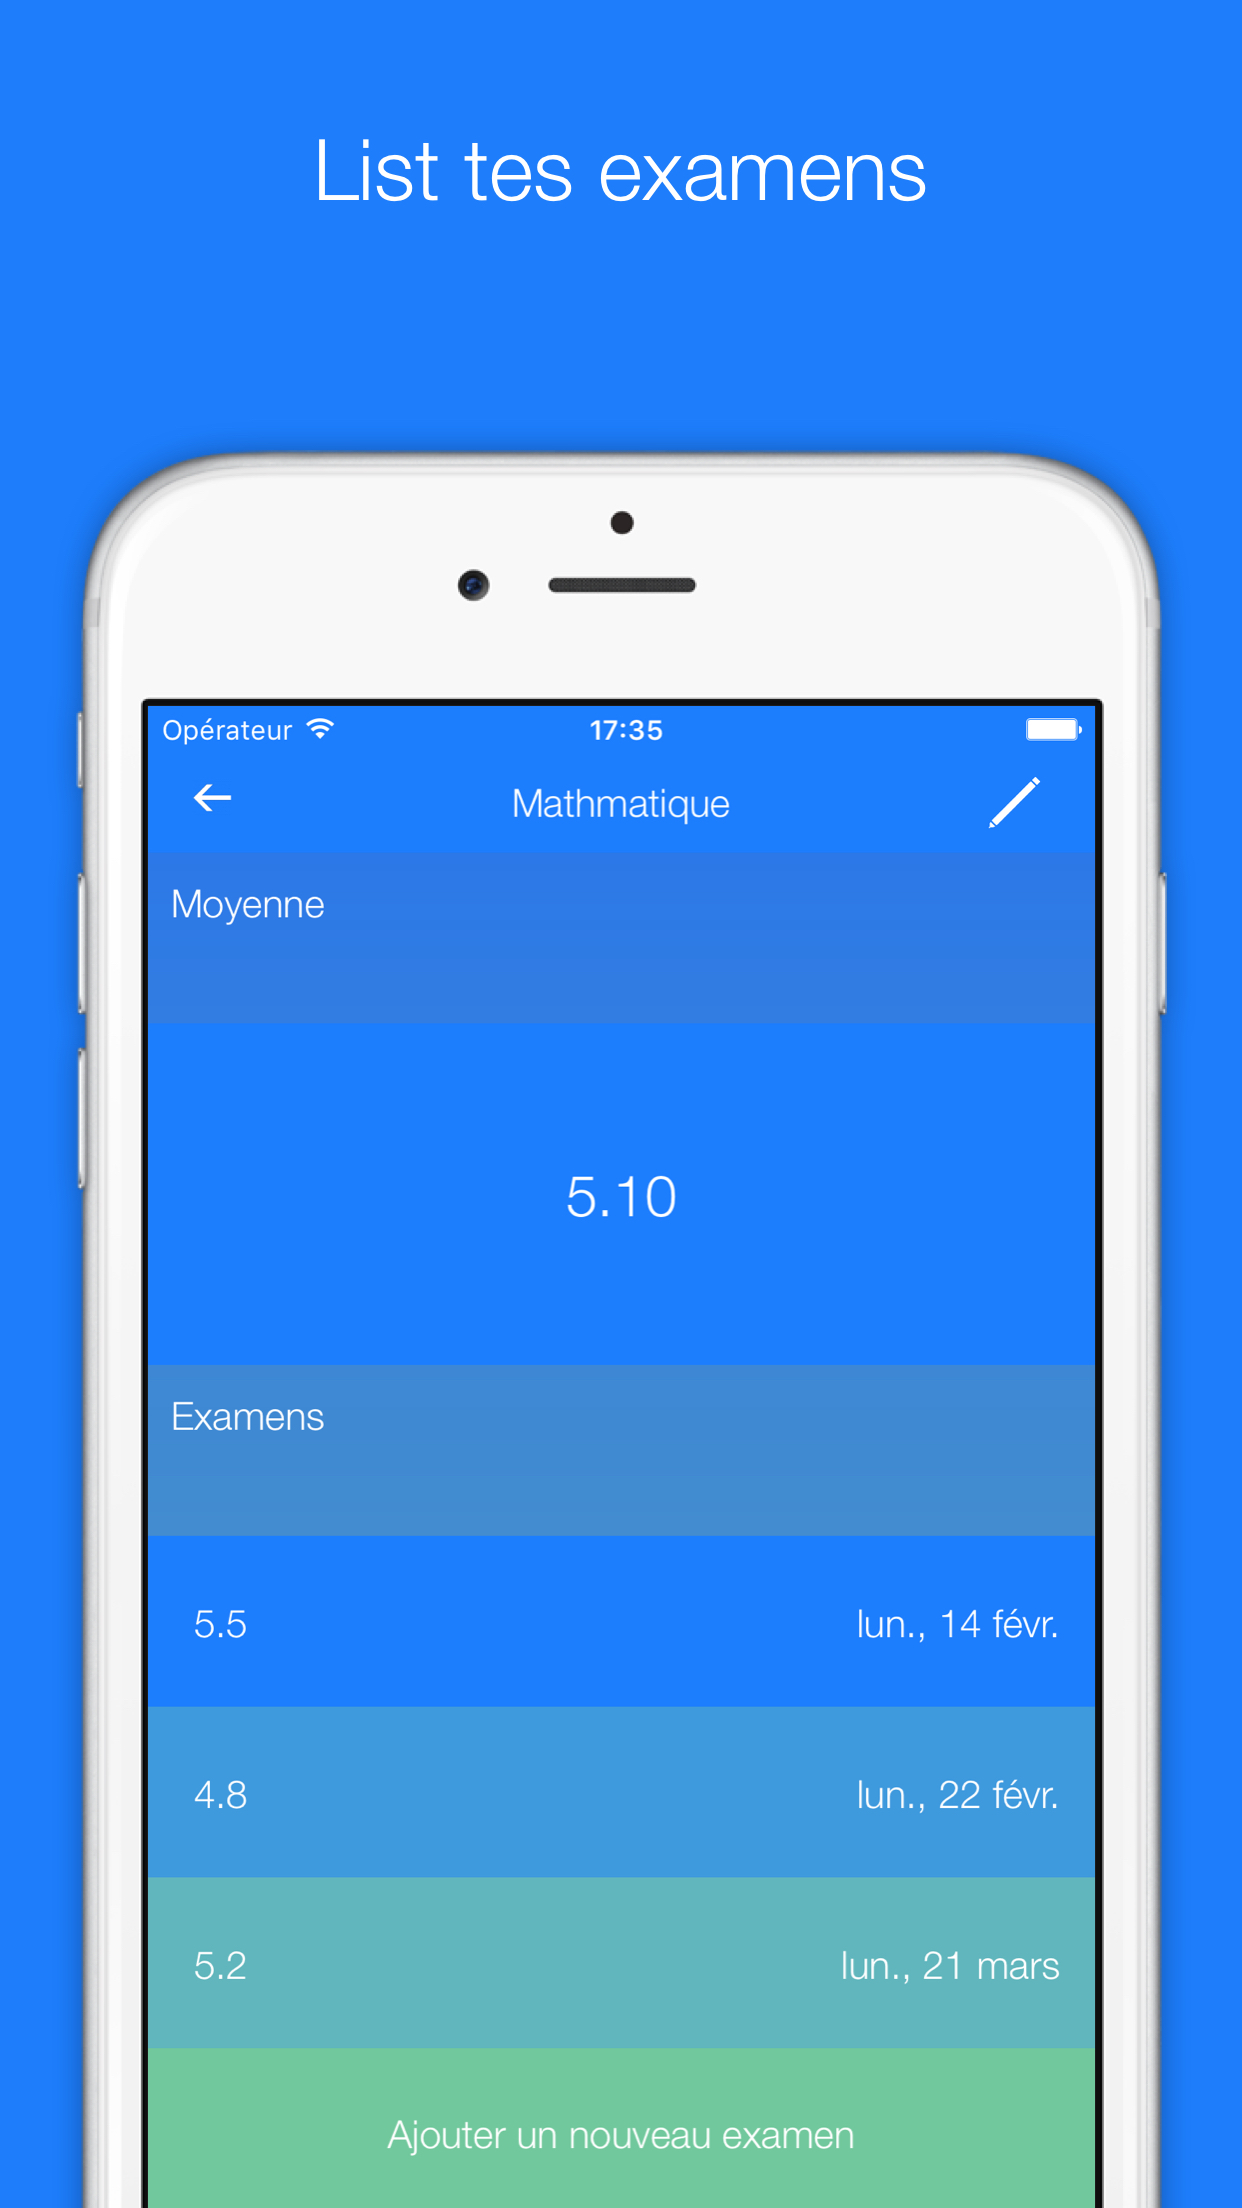 List tes examens
Opérateur 17:35
Mathmatique
Moyenne
5.10
Examens
5.5 lun., 14 févr.
4.8 lun., 22 févr.
5.2 lun., 21 mars
Ajouter un nouveau examen